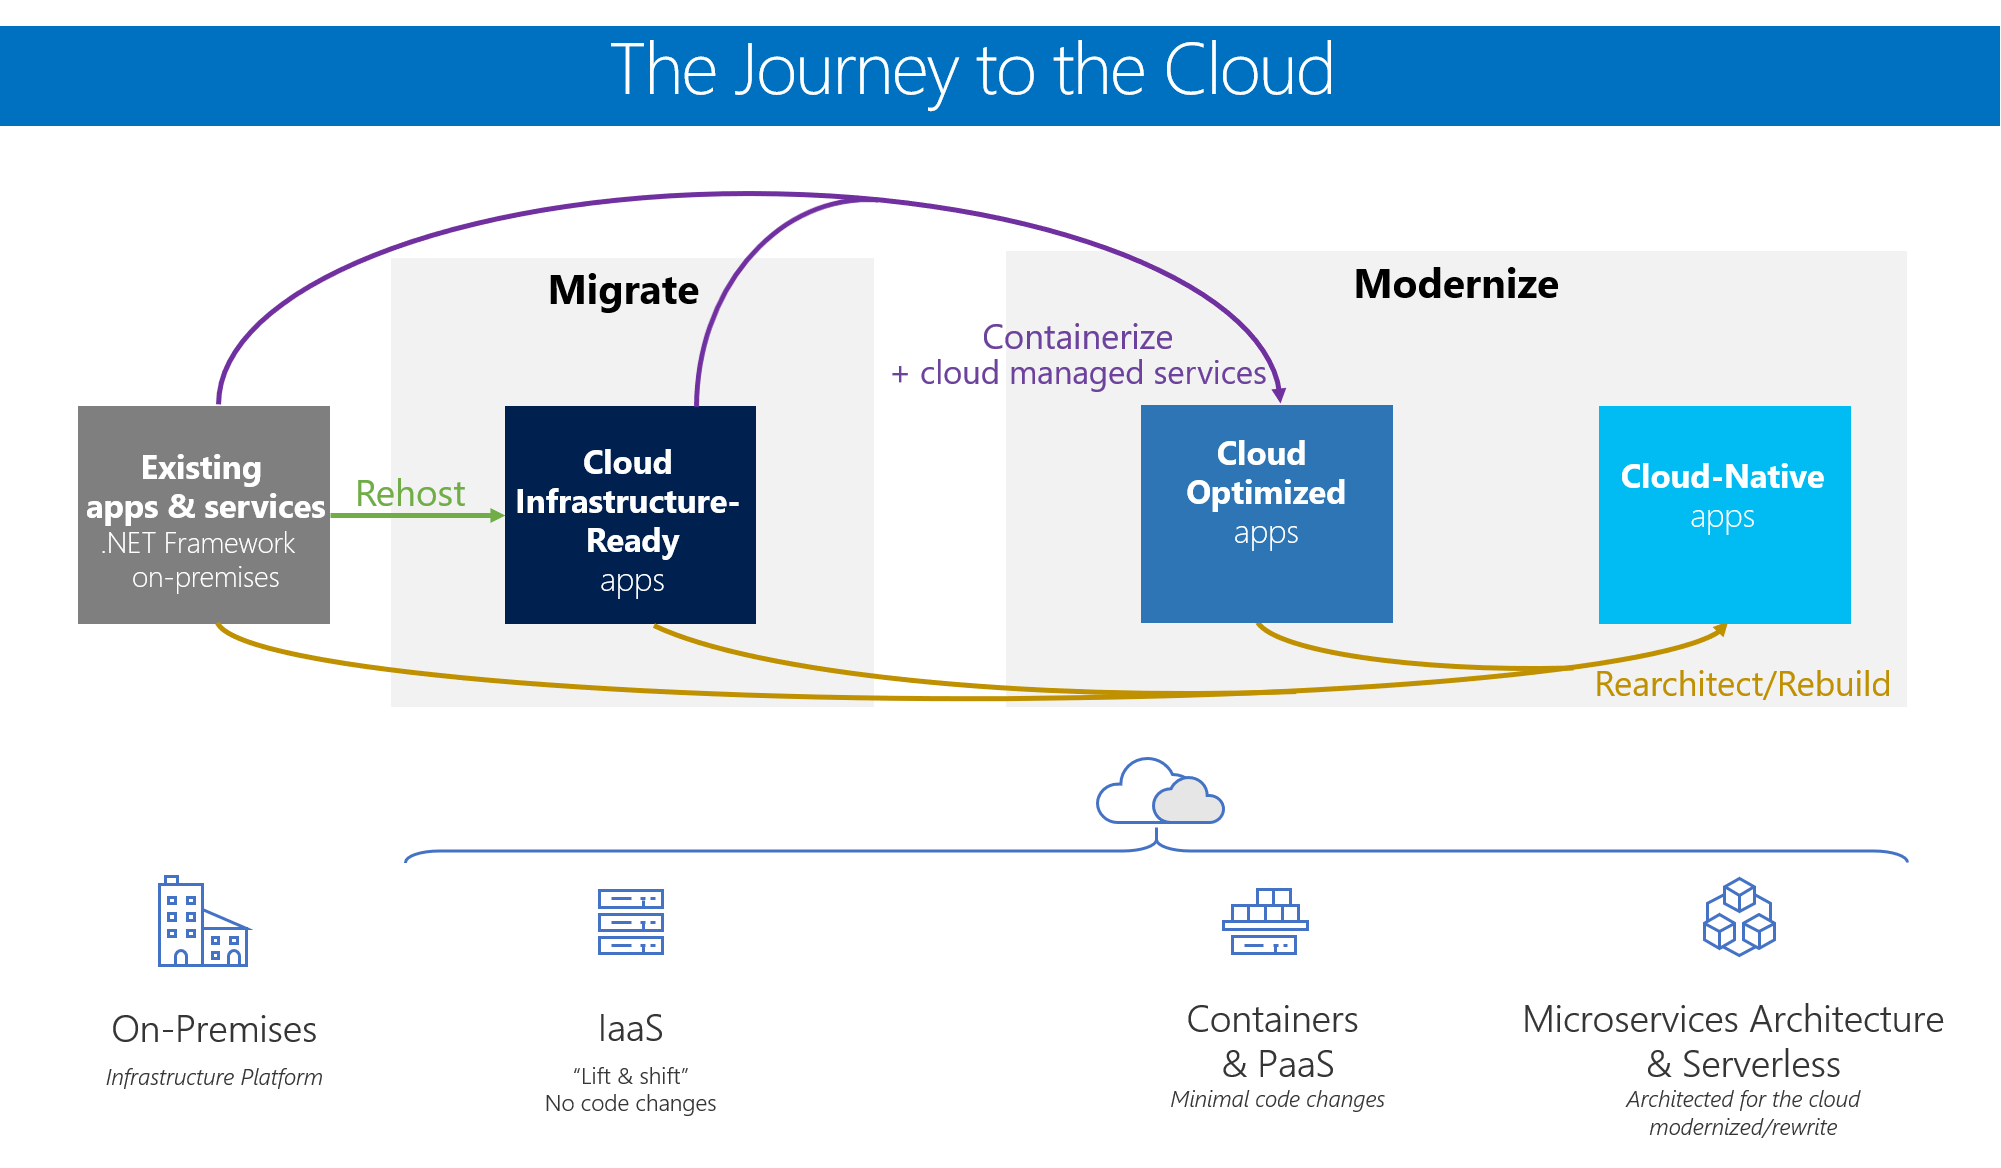 The Journey to the Cloud
Migrate
Modernize
Containerize
+ cloud managed services
Existing
apps & services
.NET Framework
on-premises
Rehost
Cloud
Infrastructure-
Ready
apps
Cloud
Optimized
apps
Cloud-Native
apps
Rearchitect/Rebuild
On-Premises
Infrastructure Platform
IaaS
“Lift & shift”
No code changes
Containers
& PaaS
Minimal code changes
Microservices Architecture
& Serverless
Architected for the cloud
modernized/rewrite